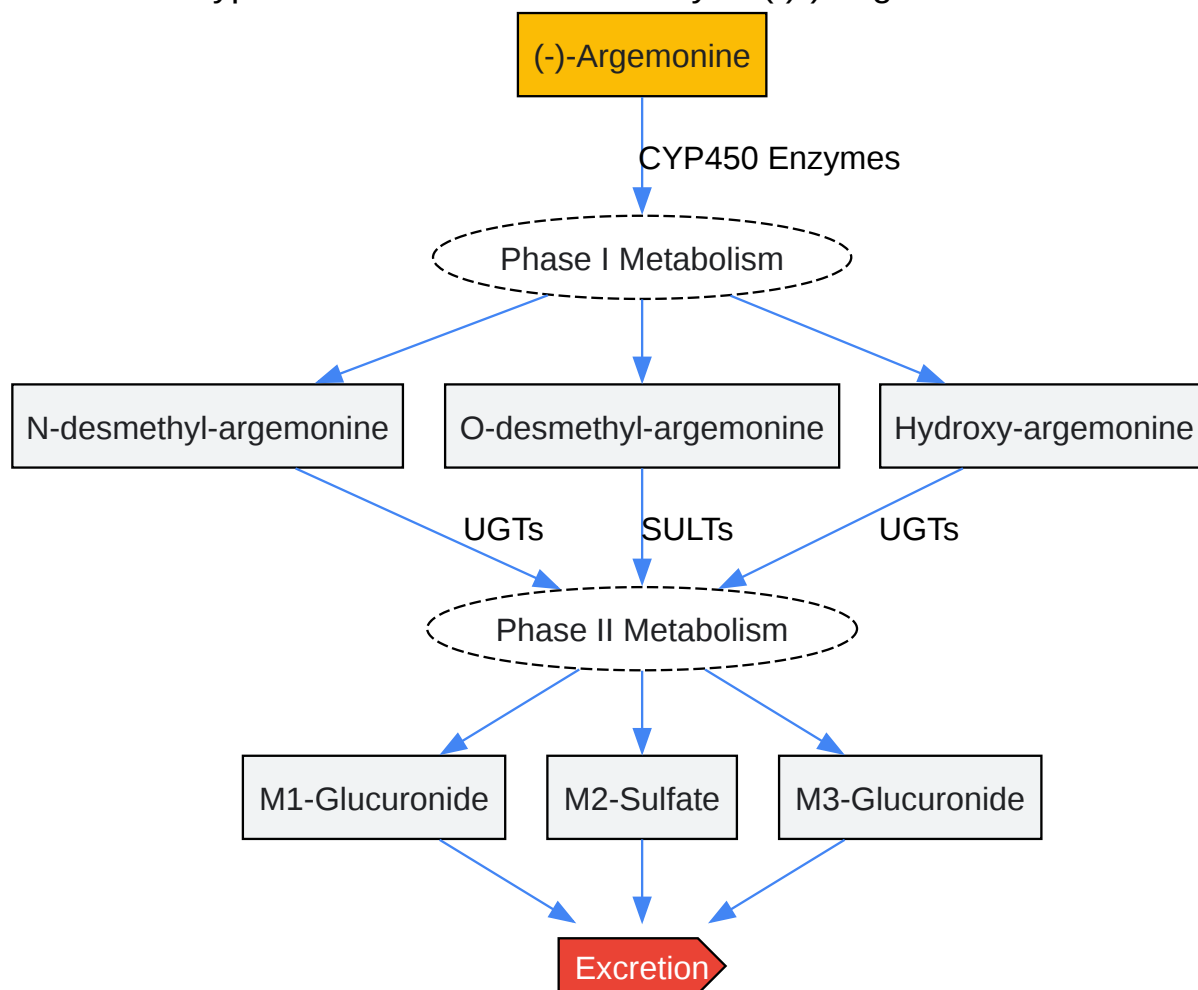 (-)-Argemonine
CYP450 Enzymes
Phase I Metabolism
N-desmethyl-argemonine
O-desmethyl-argemonine
Hydroxy-argemonine
UGTs
SULTs
UGTs
Phase II Metabolism
M1-Glucuronide
M2-Sulfate
M3-Glucuronide
Excretion